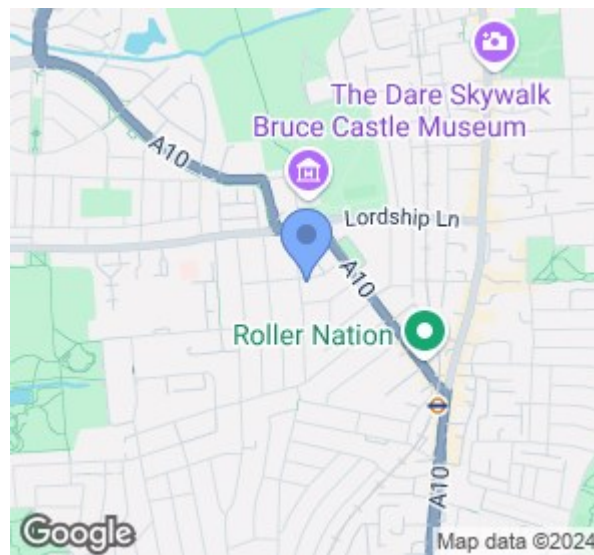 The Dare Skywalk
A10
Bruce Castle Museum
Lordship Ln
A10
Roller Nation
A10
Google
Map data ©2024